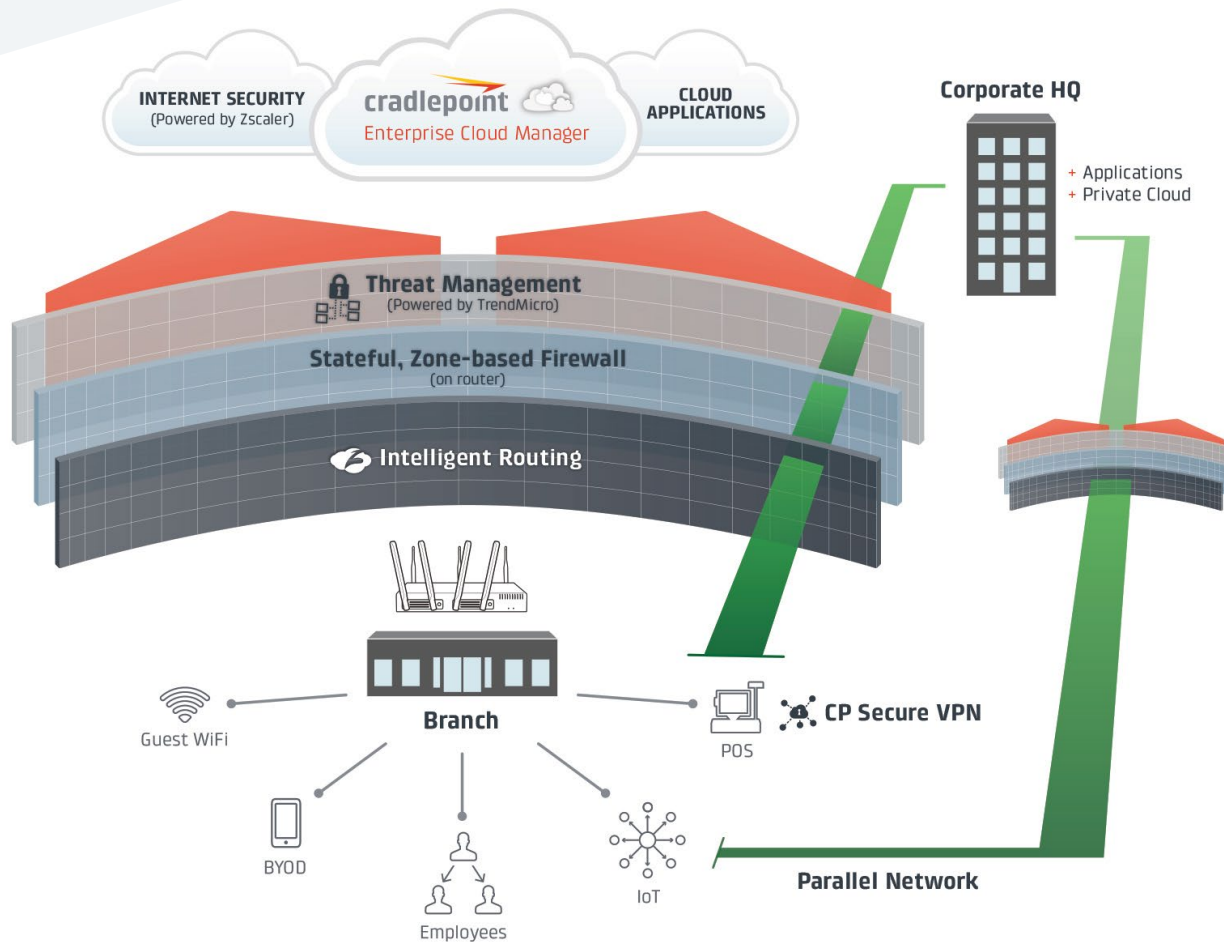 INTERNET SECURITY
(Powered by Zscaler)
cradlepoint
Enterprise Cloud Manager
CLOUD
APPLICATIONS
Corporate HQ
+ Applications
+ Private Cloud
Threat Management
(Powered by TrendMicro)
Stateful, Zone-based Firewall
(on router)
Intelligent Routing
Branch
Guest WiFi
BYOD
Employees
IoT
POS
CP Secure VPN
Parallel Network